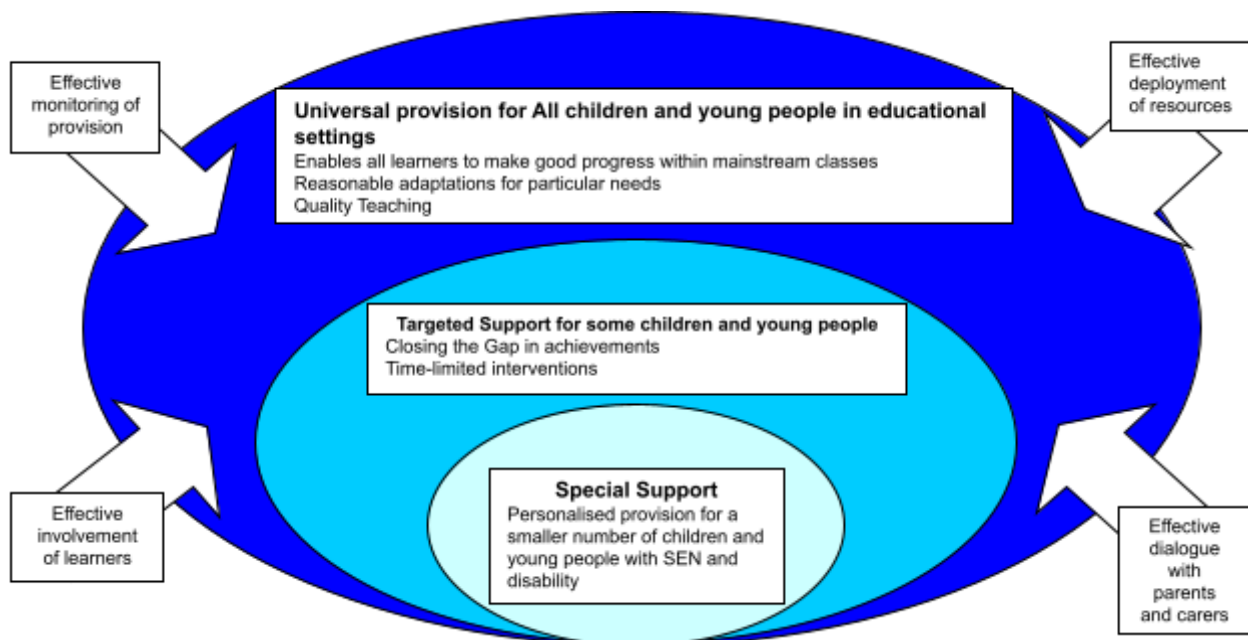 Effective
monitoring of
provision
Effective
deployment
of resources
Universal provision for All children and young people in educational
settings
Enables all learners to make good progress within mainstream classes
Reasonable adaptations for particular needs
Quality Teaching
Targeted Support for some children and young people
Closing the Gap in achievements
Time-limited interventions
Special Support
Personalised provision for a
smaller number of children and
young people with SEN and
disability
Effective
involvement
of learners
Effective
dialogue
with
parents
and carers